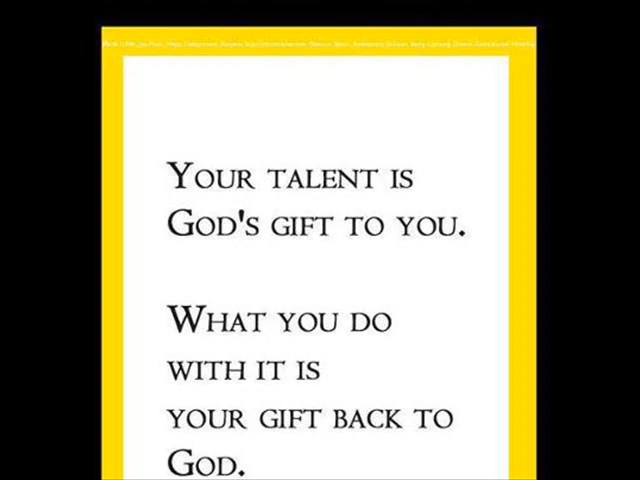 Your talent is
God's gift to you.
What you do
with it is
your gift back to
God.